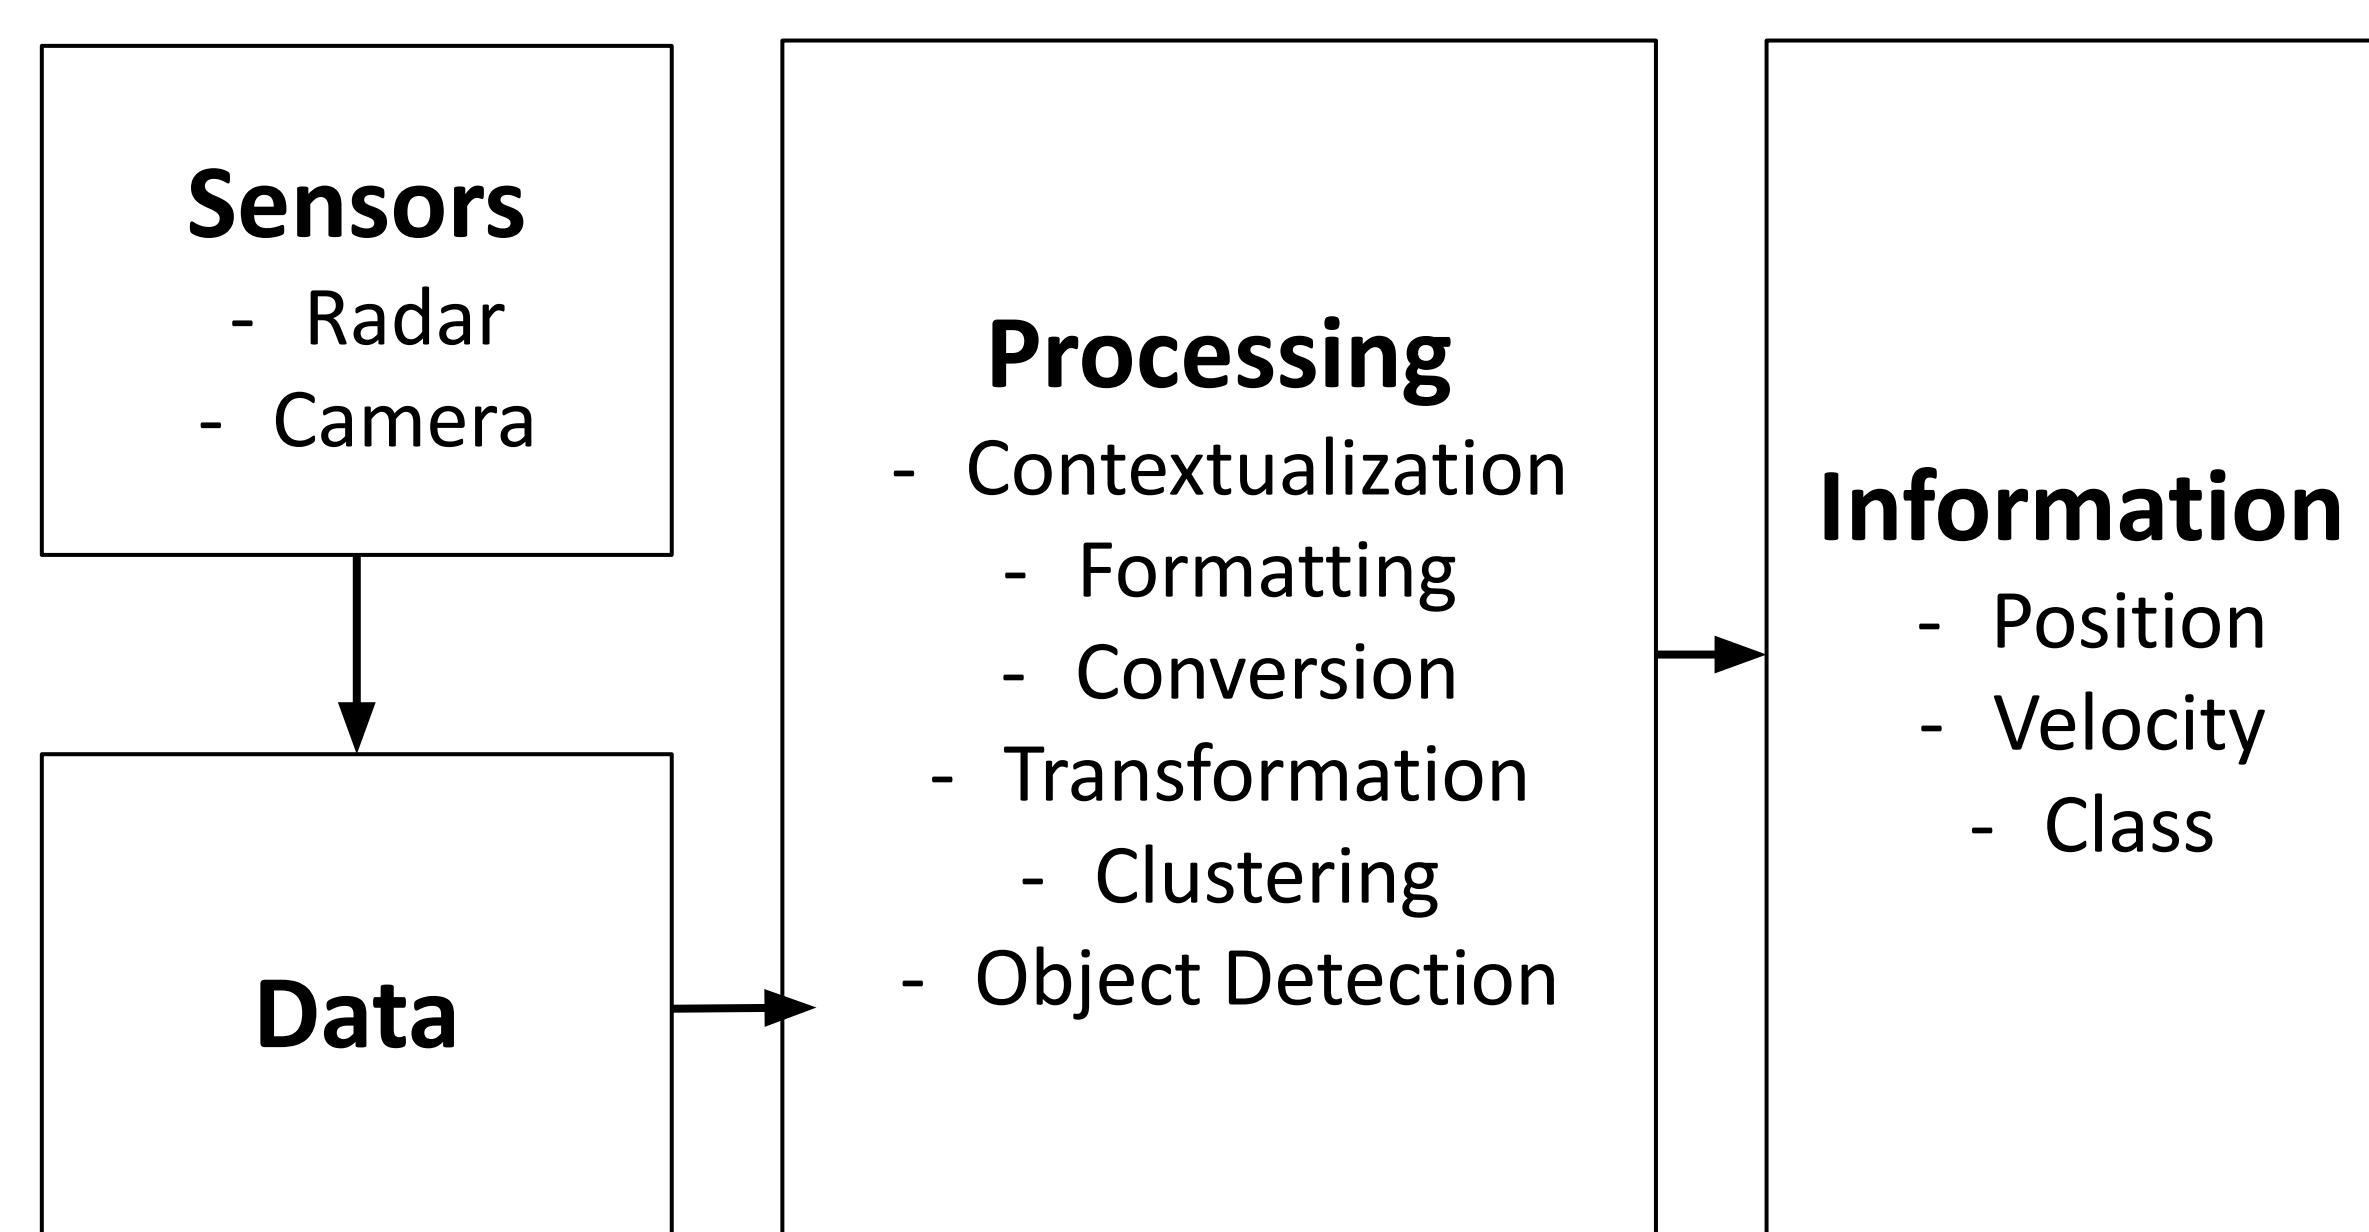 Sensors
- Radar
- Camera
Data
Processing
- Contextualization
- Formatting
- Conversion
- Transformation
- Clustering
- Object Detection
Information
- Position
- Velocity
- Class